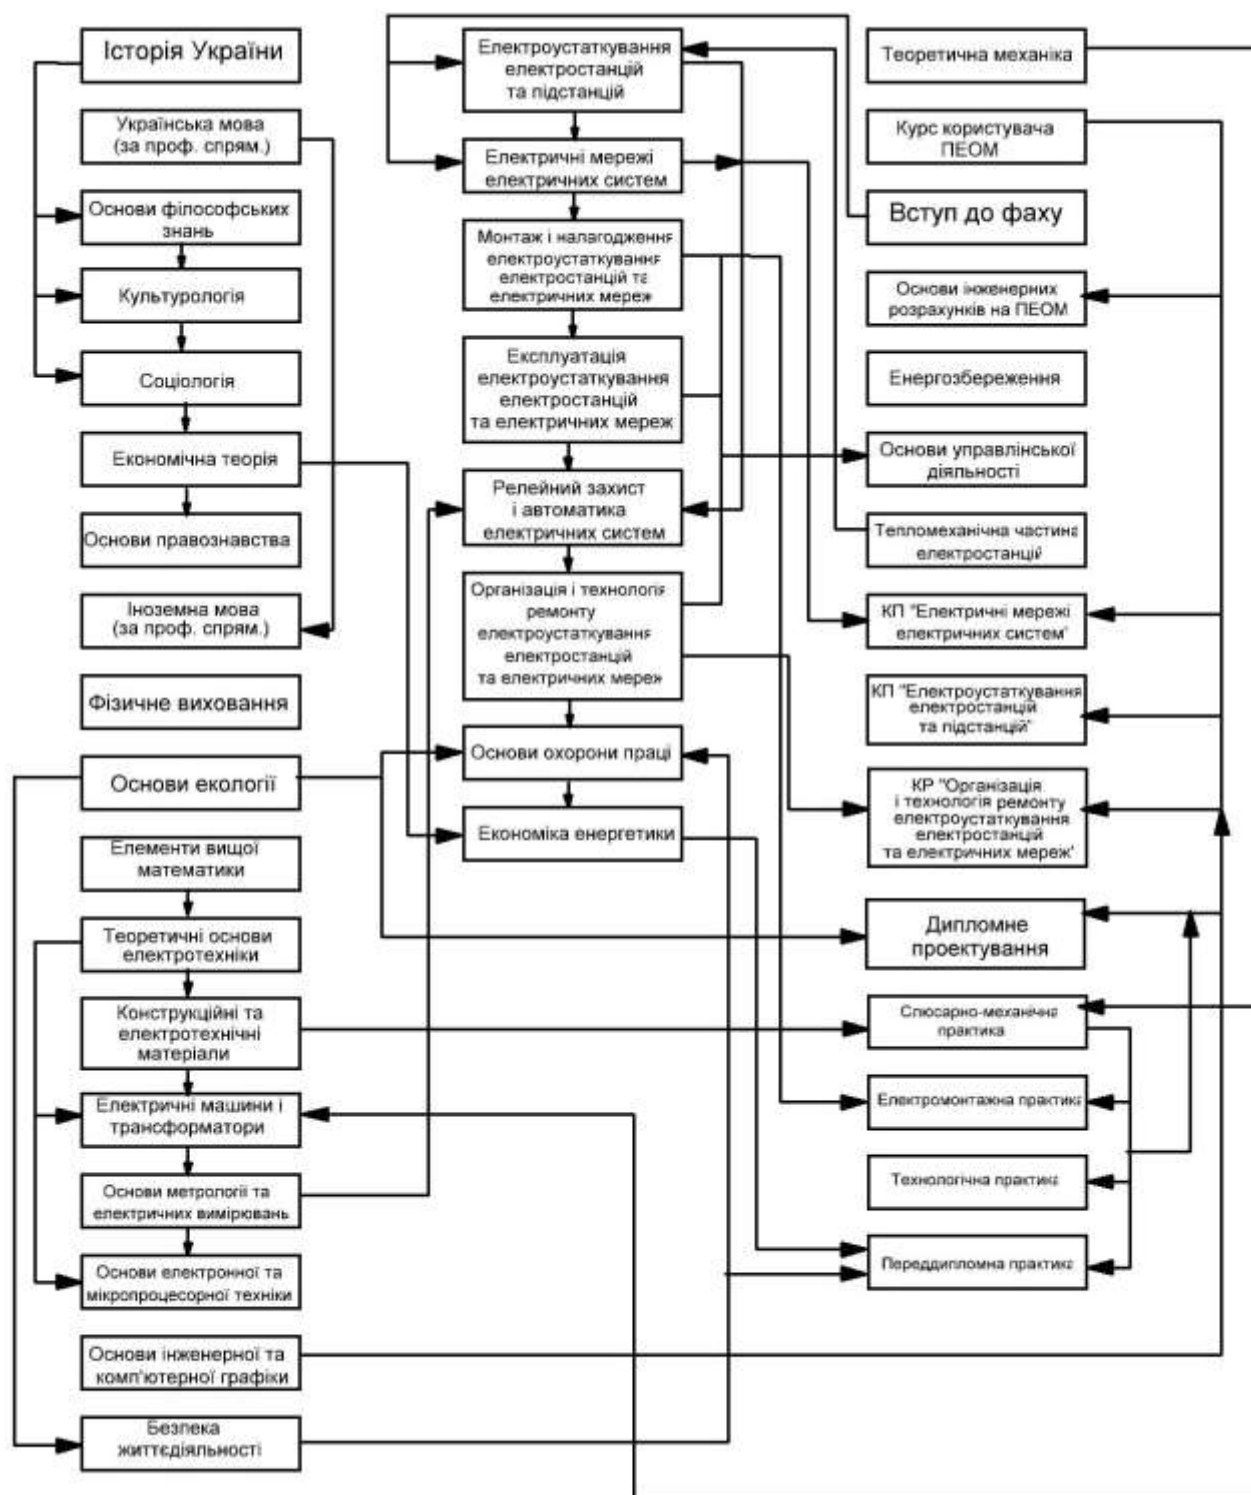 Історія України
Українська мова
(за проф. спрям.)
Основи філософських
знань
Культурологія
Соціологія
Економічна теорія
Основи правознавства
Іноземна мова
(за проф. спрям.)
Фізичне виховання
Основи екології
Елементи вищої
математики
Теоретичні основи
електротехніки
Конструкційні та
електротехнічні
матеріали
Електричні машини і
трансформатори
Основи метрології та
електричних вимірювань
Основи електронної та
мікропроцесорної техніки
Основи інженерної та
комп'ютерної графіки
Безпека
життєдіяльності
Електроустаткування
електростанцій
та підстанцій
Електричні мережі
електричних систем
Монтаж і налагодження
електроустаткування
електростанцій та
електричних мереж
Експлуатація
електроустаткування
електростанцій
та електричних мереж
Релейний захист
і автоматика
електричних систем
Організація і технологія
ремонту
електроустаткування
електростанцій
та електричних мереж
Основи охорони праці
Економіка енергетики
Теоретична механіка
Курс користувача
ПЕОМ
Вступ до фаху
Основи інженерних
розрахунків на ПЕОМ
Енергозбереження
Основи управлінської
діяльності
Тепломеханічна частина
електростанцій
КП "Електричні мережі
електричних систем"
КП "Електроустаткування
електростанцій
та підстанцій"
КР "Організація
і технологія ремонту
електроустаткування
електростанцій
та електричних мереж"
Дипломне
проектування
Слюсарно-механічна
практика
Електромонтажна практика
Технологічна практика
Переддипломна практика